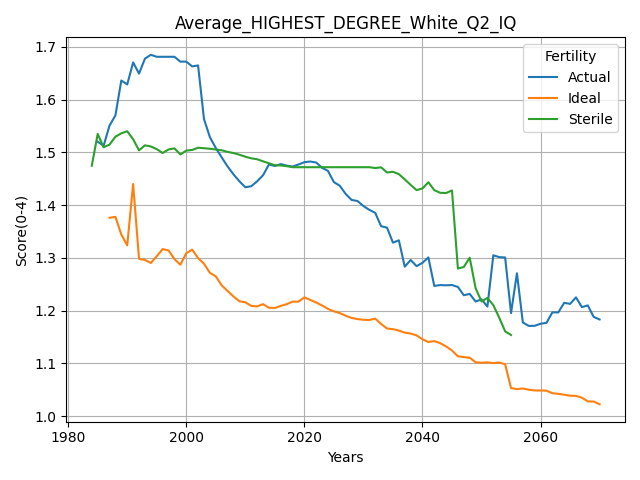 Average_HIGHEST_DEGREE_White_Q2_IQ
Score(0-4)
1.7
1.6
1.5
1.4
1.3
1.2
1.1
1.0
Fertility
Actual
Ideal
Sterile
1980
2000
2020
2040
2060
Years